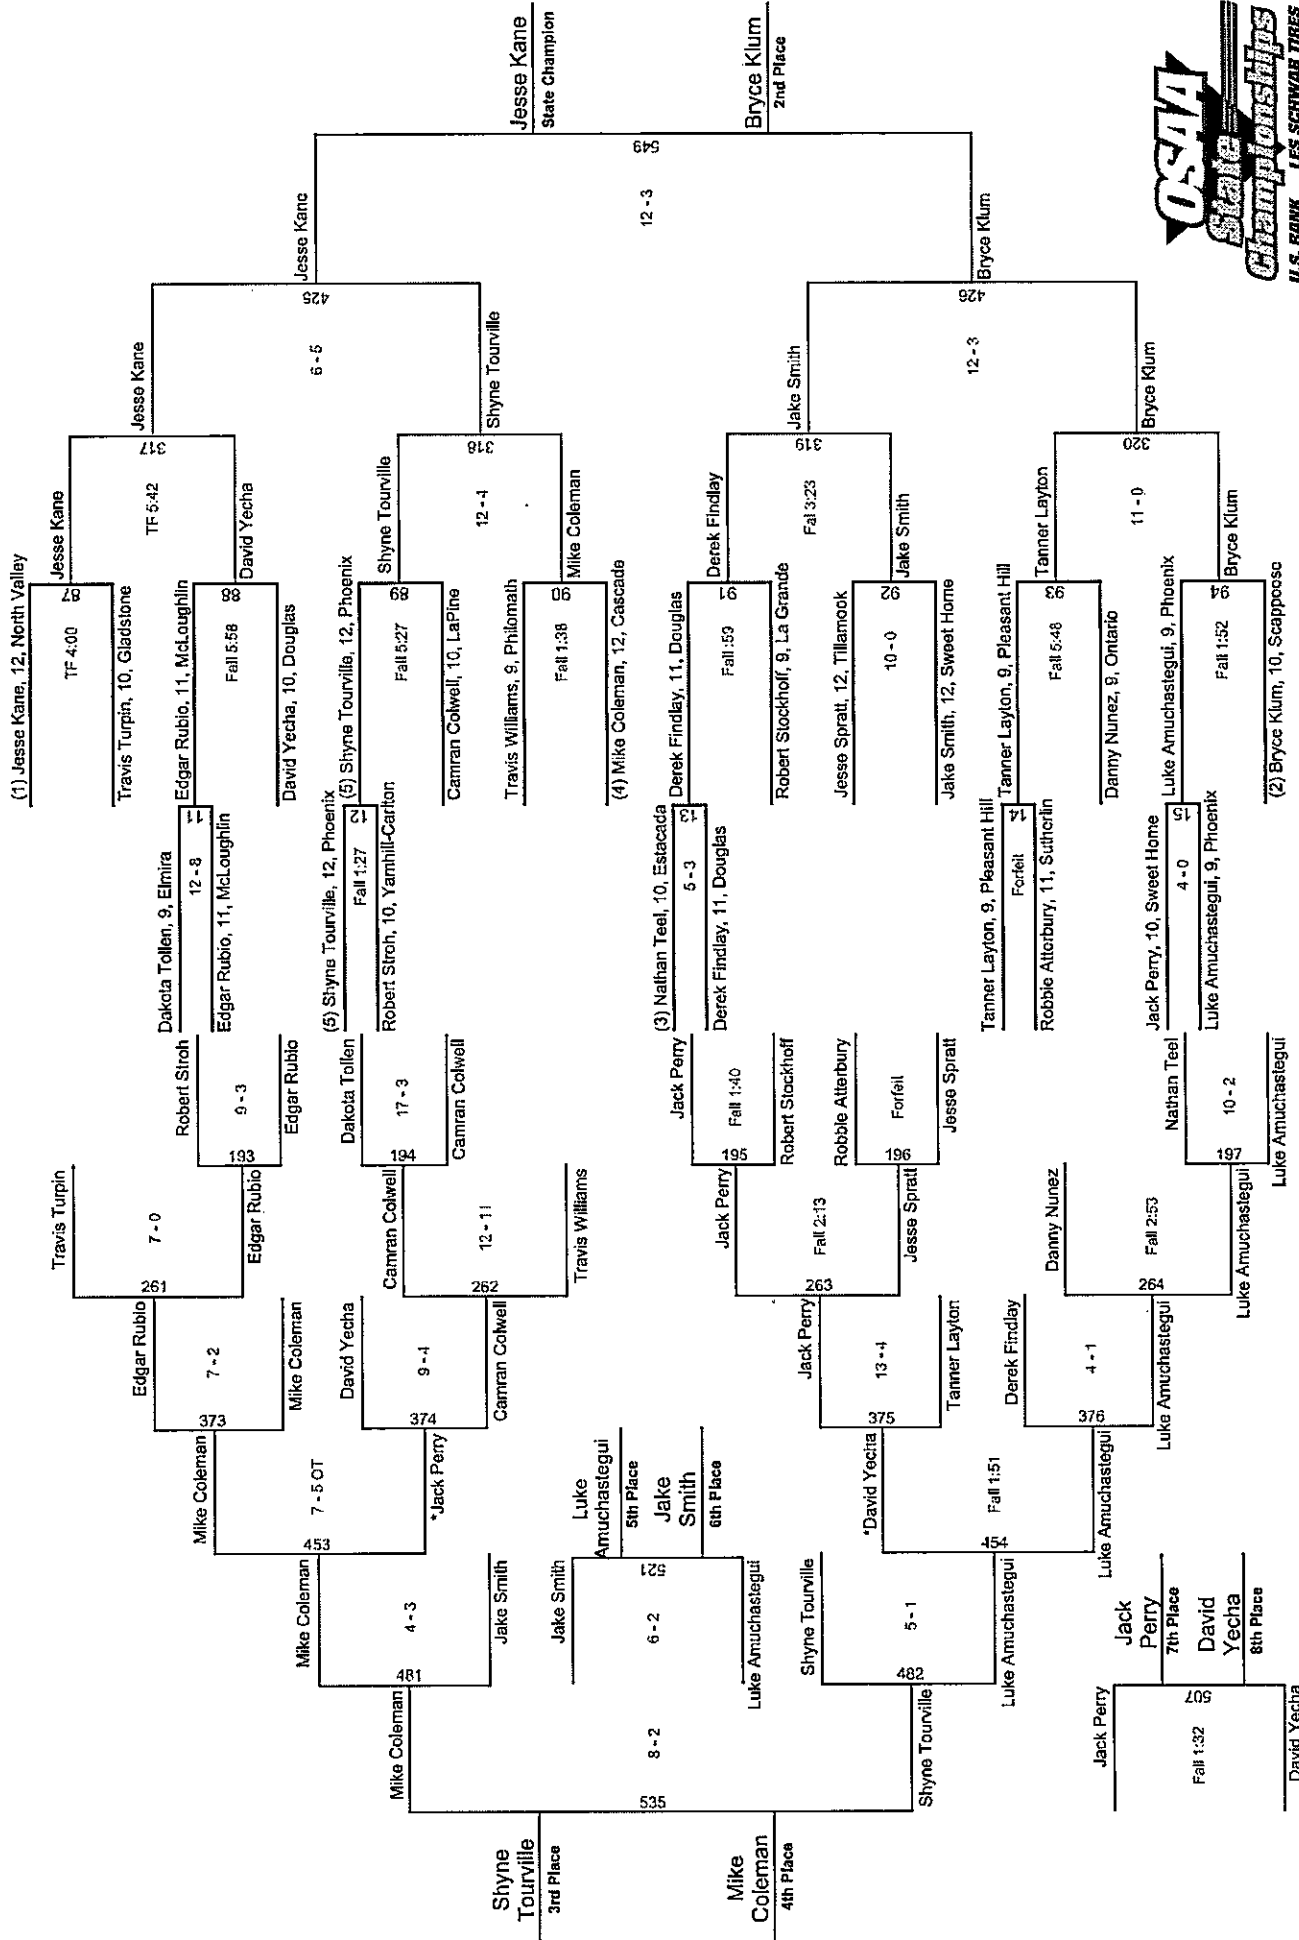 (1) Jesse Kane, 12, North Valley
TF 4:00
87
Travis Turpin, 10, Gladstone
Jesse Kane
Dakota Tollen, 9, Elmira
12 - 8
11
Edgar Rubio, 11, McLoughlin
Edgar Rubio, 11, McLoughlin
Fall 5:58
88
David Yecha, 10, Douglas
David Yecha
TF 5:42
317
Jesse Kane
(5) Shyne Tourville, 12, Phoenix
Fall 1:27
12
Robert Stroh, 10, Yamhill-Carlton
(5) Shyne Tourville, 12, Phoenix
Fall 5:27
89
Camran Colwell, 10, LaPine
Shyne Tourville
Travis Williams, 9, Philomath
Fall 1:38
90
(4) Mike Coleman, 12, Cascade
Mike Coleman
12 - 4
318
Shyne Tourville
6 - 5
425
Jesse Kane
(3) Nathan Teel, 10, Estacada
5 - 3
13
Derek Findlay, 11, Douglas
Derek Findlay, 11, Douglas
Fall :59
91
Robert Stockhoff, 9, La Grande
Derek Findlay
Jesse Spratt, 12, Tillamook
10 - 0
92
Jake Smith, 12, Sweet Home
Jake Smith
Fall 3:23
319
Jake Smith
Tanner Layton, 9, Pleasant Hill
Forfeit
14
Robbie Atterbury, 11, Sutherlin
Tanner Layton, 9, Pleasant Hill
Fall 5:48
93
Danny Nunez, 9, Ontario
Tanner Layton
Jack Perry, 10, Sweet Home
4 - 0
15
Luke Amuchastegui, 9, Phoenix
Luke Amuchastegui, 9, Phoenix
Fall 1:52
94
(2) Bryce Klum, 10, Scappoose
Bryce Klum
11 - 0
320
Bryce Klum
12 - 3
426
Bryce Klum
12 - 3
549
Jesse Kane
State Champion
Bryce Klum
2nd Place
Robert Stroh
9 - 3
193
Edgar Rubio
Travis Turpin
7 - 0
261
Edgar Rubio
Edgar Rubio
7 - 2
373
Mike Coleman
Dakota Tollen
17 - 3
194
Camran Colwell
Camran Colwell
12 - 11
262
Travis Williams
David Yecha
9 - 4
374
Camran Colwell
Mike Coleman
7 - 5 OT
453
*Jack Perry
Mike Coleman
4 - 3
481
Jake Smith
Jack Perry
Fall 1:40
195
Robert Stockhoff
Robbie Atterbury
Forfeit
196
Jesse Spratt
Jack Perry
Fall 2:13
263
Jesse Spratt
Jack Perry
13 - 4
375
Tanner Layton
Nathan Teel
10 - 2
197
Luke Amuchastegui
Danny Nunez
Fall 2:53
264
Luke Amuchastegui
Derek Findlay
4 - 1
376
Luke Amuchastegui
*David Yecha
Fall 1:51
454
Luke Amuchastegui
Shyne Tourville
5 - 1
482
Luke Amuchastegui
Mike Coleman
8 - 2
535
Shyne Tourville
Shyne
Tourville
3rd Place
Mike
Coleman
4th Place
Jake Smith
6 - 2
521
Luke Amuchastegui
Luke
Amuchastegui
5th Place
Jake
Smith
6th Place
Jack Perry
Fall 1:32
507
David Yecha
Jack
Perry
7th Place
David
Yecha
8th Place
OSAA
State
Championships
U.S. BANK LES SCHWAB TIRES